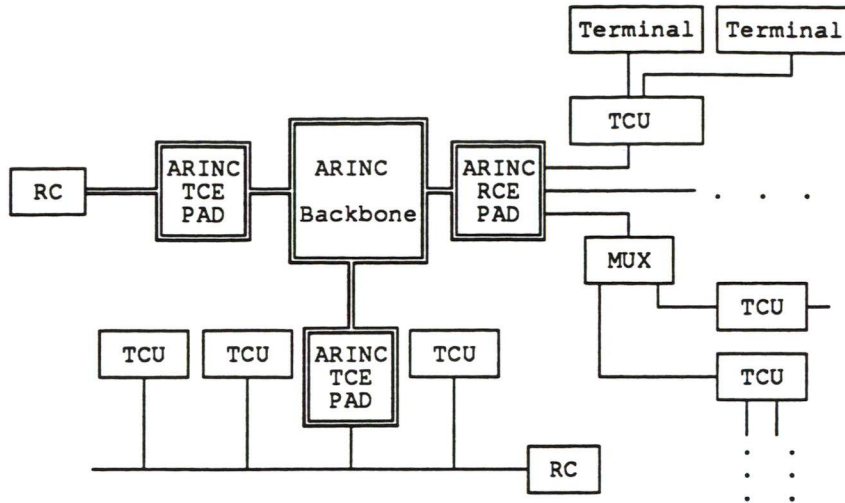 Terminal
Terminal
TCU
ARINC
TCE
PAD
ARINC
Backbone
ARINC
RCE
PAD
RC
MUX
TCU
TCU
TCU
ARINC
TCE
PAD
TCU
TCU
RC